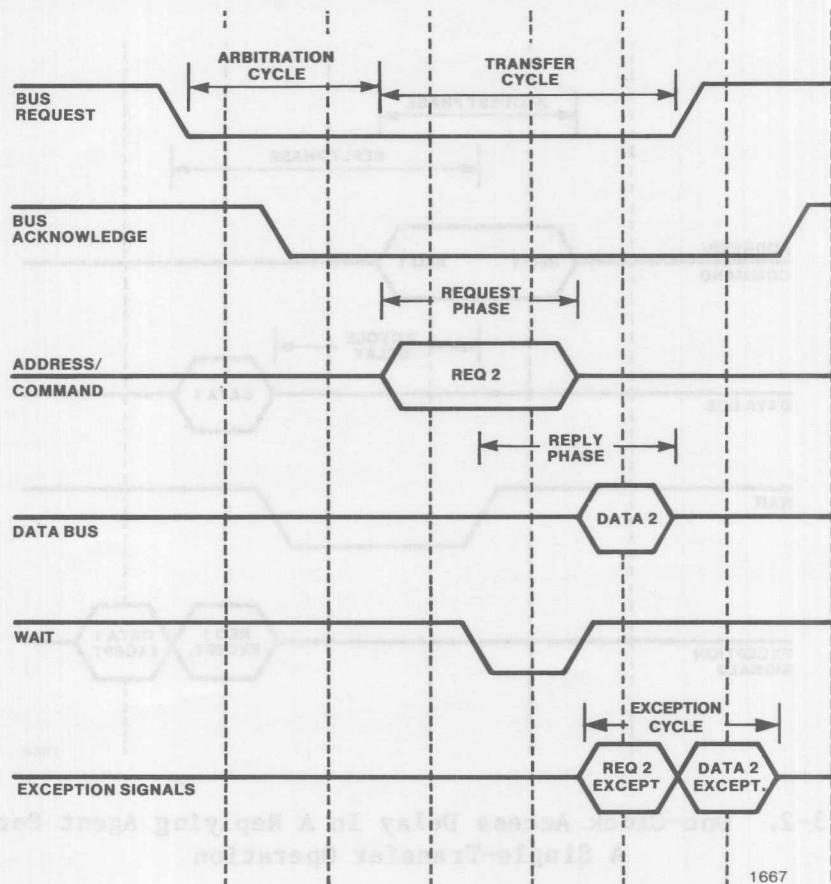 ARBITRATION
CYCLE
TRANSFER
CYCLE
BUS
REQUEST
BUS
ACKNOWLEDGE
REQUEST
PHASE
ADDRESS/
COMMAND
REQ 2
REPLY
PHASE
DATA BUS
DATA 2
WAIT
EXCEPTION
CYCLE
EXCEPTION SIGNALS
REQ 2
EXCEPT
DATA 2
EXCEPT.
1667